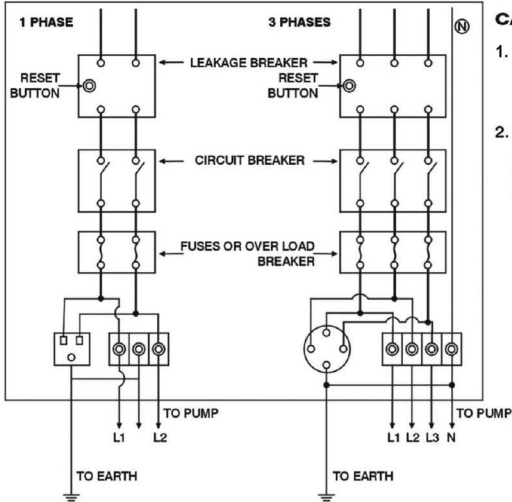 1 PHASE
3 PHASES
N
CA
1.
LEAKAGE BREAKER
RESET
BUTTON
RESET
BUTTON
2.
CIRCUIT BREAKER
FUSES OR OVER LOAD
BREAKER
TO PUMP
TO PUMP
L1 L2
L1 L2 L3 N
TO EARTH
TO EARTH